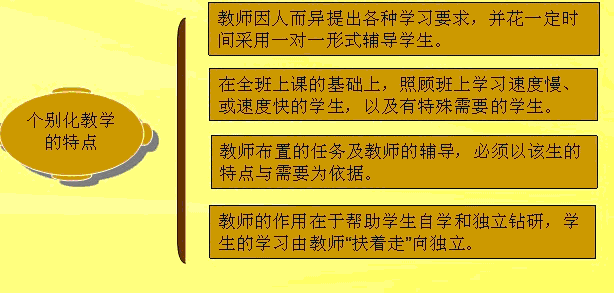 个别化教学
的特点
教师因人而异提出各种学习要求，并花一定时
间采用一对一形式辅导学生。
在全班上课的基础上，照顾班上学习速度慢、
或速度快的学生，以及有特殊需要的学生。
教师布置的任务及教师的辅导，必须以该生的
特点与需要为依据。
教师的作用在于帮助学生自学和独立钻研，学
生的学习由教师“扶着走”向独立。